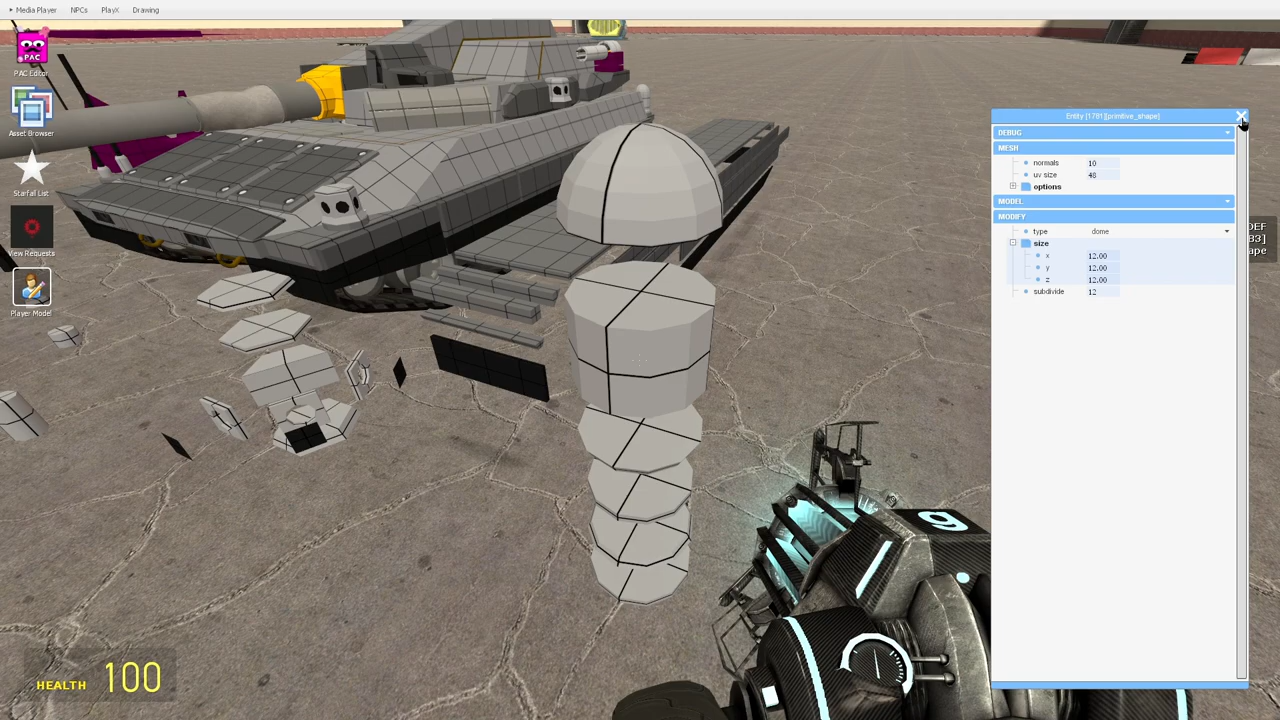 Media Player NPCs PlayX Drawing
PAC
PAC Editor
Asset Browser
Starfall List
View Requests
Player Model
Entity [1781][primitive_shape]
DEBUG
MESH
normals 10
uv size 48
options
MODEL
MODIFY
type dome
size
x 12.00
y 12.00
z 12.00
subdivide 12
HEALTH 100